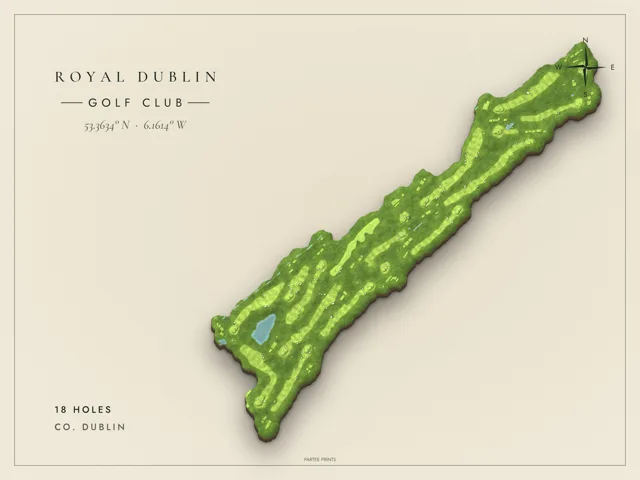 ROYAL DUBLIN
GOLF CLUB
53.3634° N · 6.1614° W
N
W E
S
18 HOLES
CO. DUBLIN
PARTEE PRINTS